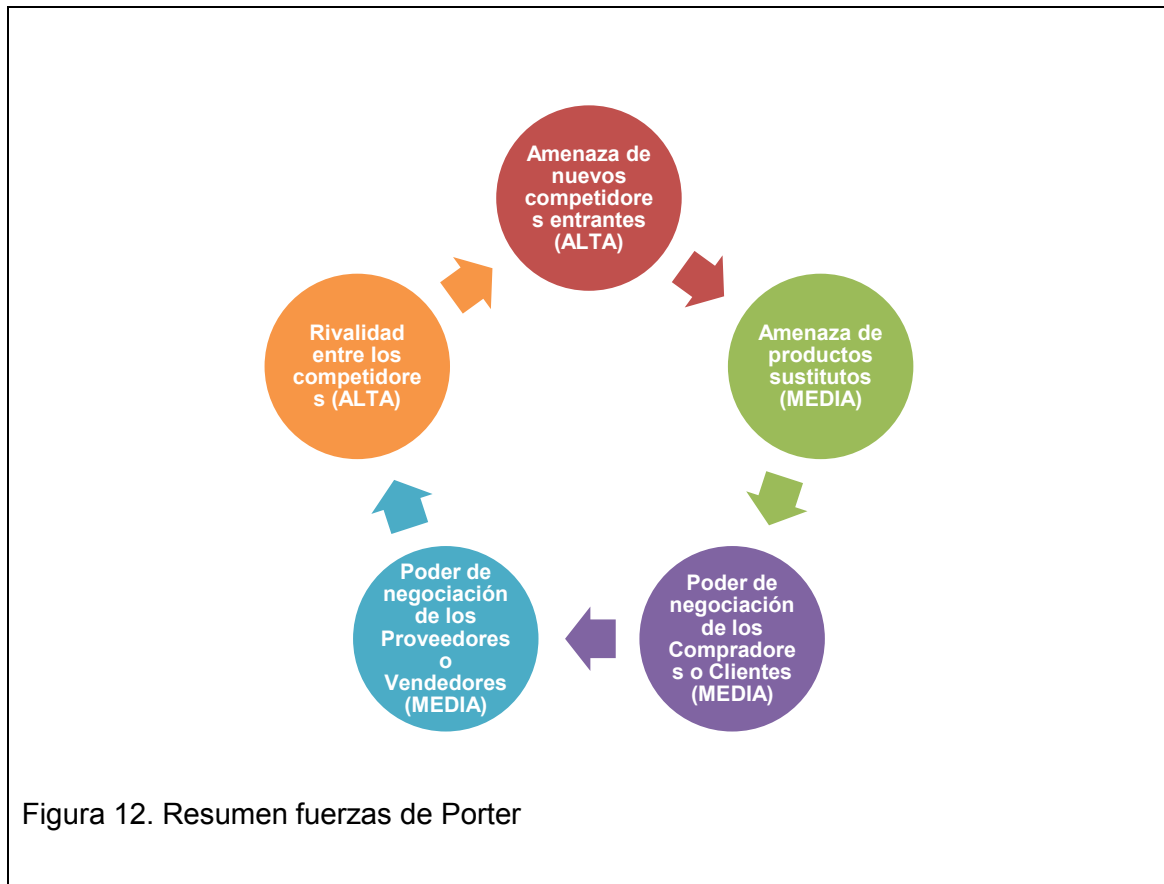 Amenaza de
nuevos
competidore
s entrantes
(ALTA)
Amenaza de
productos
sustitutos
(MEDIA)
Poder de
negociación
de los
Compradore
s o Clientes
(MEDIA)
Poder de
negociación
de los
Proveedores
o
Vendedores
(MEDIA)
Rivalidad
entre los
competidore
s (ALTA)
Figura 12. Resumen fuerzas de Porter